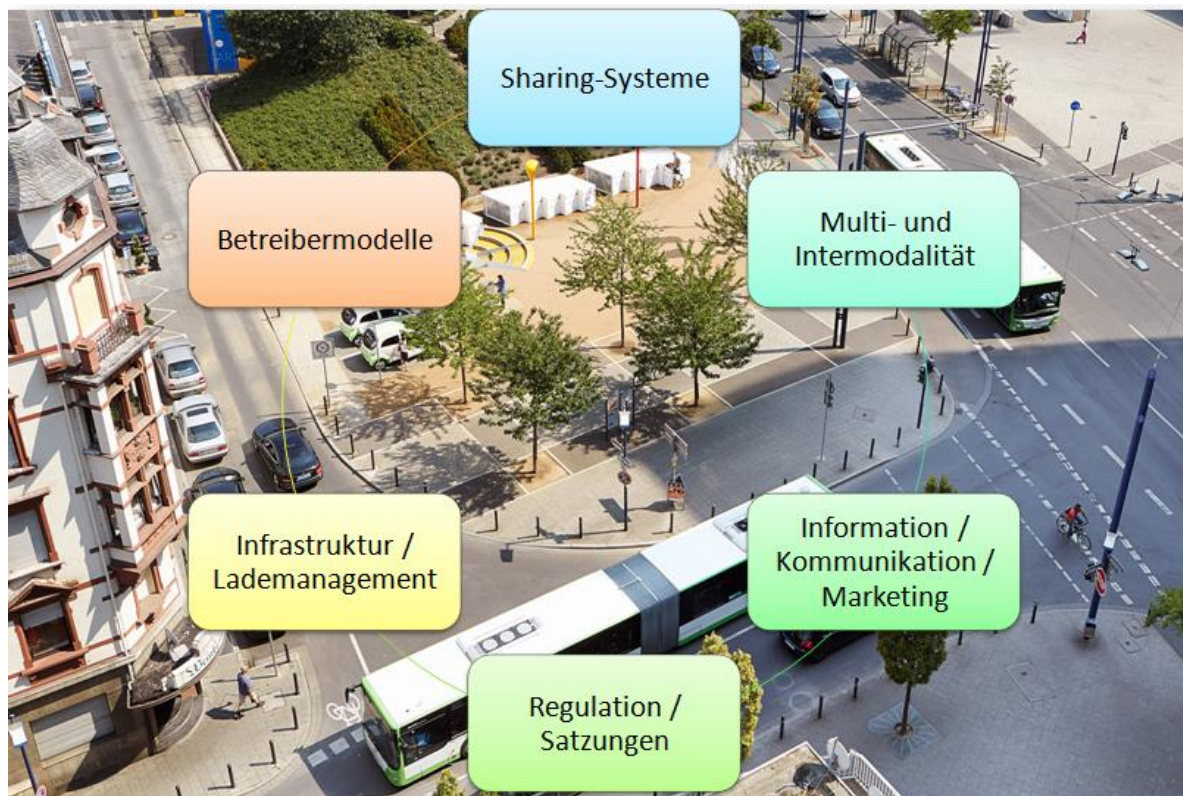 Sharing-Systeme
Betreibermodelle
Multi- und
Intermodalität
Infrastruktur /
Lademanagement
Information /
Kommunikation /
Marketing
Regulation /
Satzungen